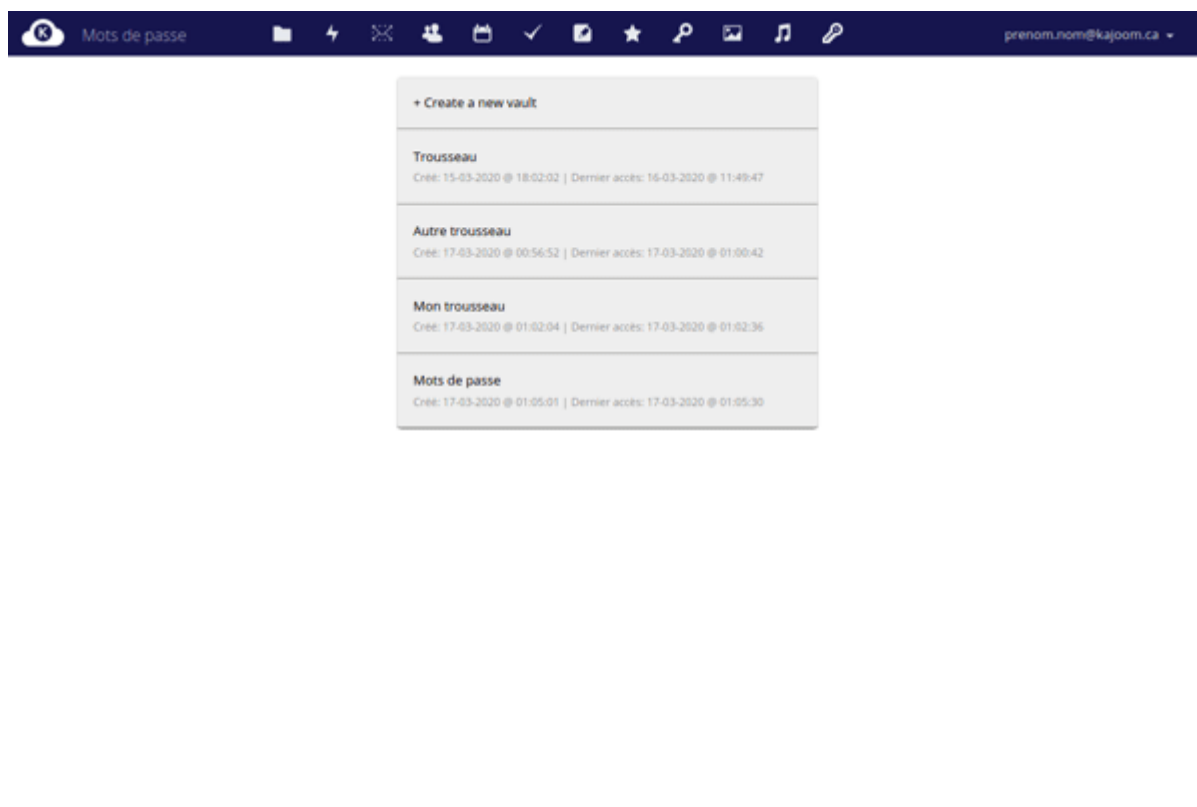 K
Mots de passe
prenom.nom@kajoom.ca
+ Create a new vault
Trousseau
Créé: 15-03-2020 @ 18:02:02 | Dernier accès: 16-03-2020 @ 11:49:47
Autre trousseau
Créé: 17-03-2020 @ 00:56:52 | Dernier accès: 17-03-2020 @ 01:00:42
Mon trousseau
Créé: 17-03-2020 @ 01:02:04 | Dernier accès: 17-03-2020 @ 01:02:36
Mots de passe
Créé: 17-03-2020 @ 01:05:01 | Dernier accès: 17-03-2020 @ 01:05:30